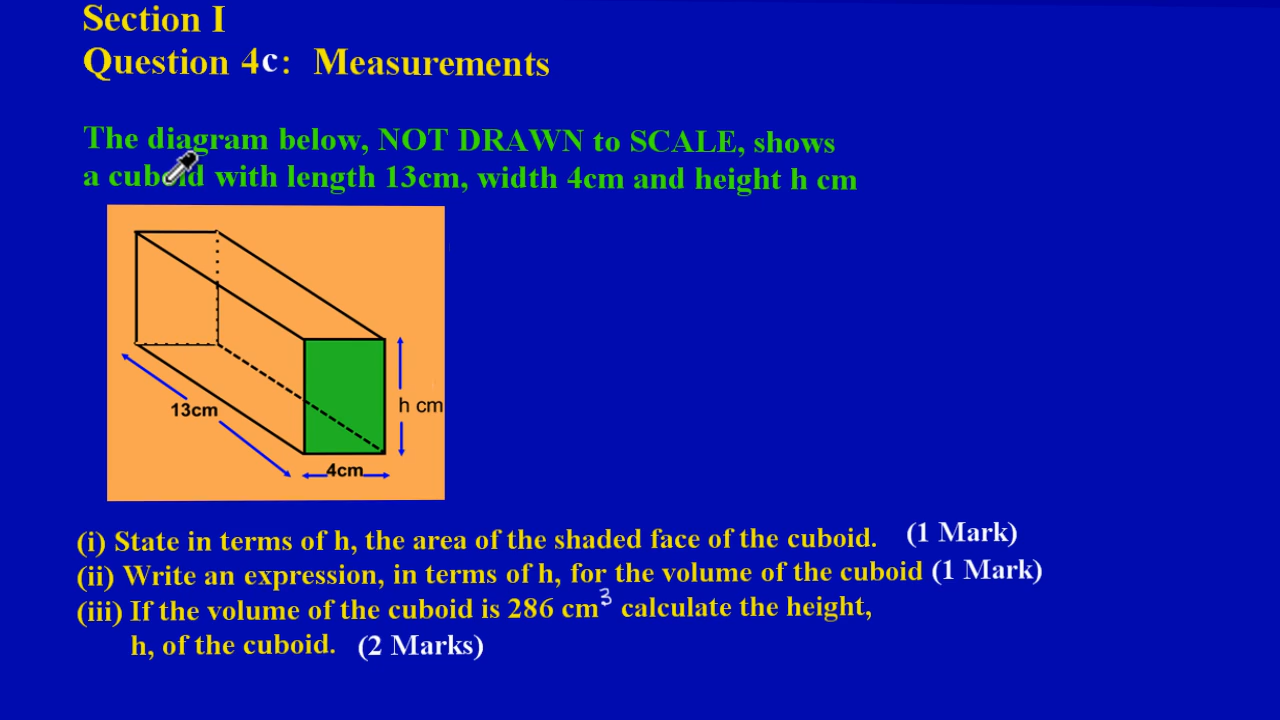 Section I
Question 4c: Measurements
The diagram below, NOT DRAWN to SCALE, shows
a cuboid with length 13cm, width 4cm and height h cm
13cm
h cm
4cm
(i) State in terms of h, the area of the shaded face of the cuboid. (1 Mark)
(ii) Write an expression, in terms of h, for the volume of the cuboid (1 Mark)
(iii) If the volume of the cuboid is 286 cm³ calculate the height,
h, of the cuboid. (2 Marks)